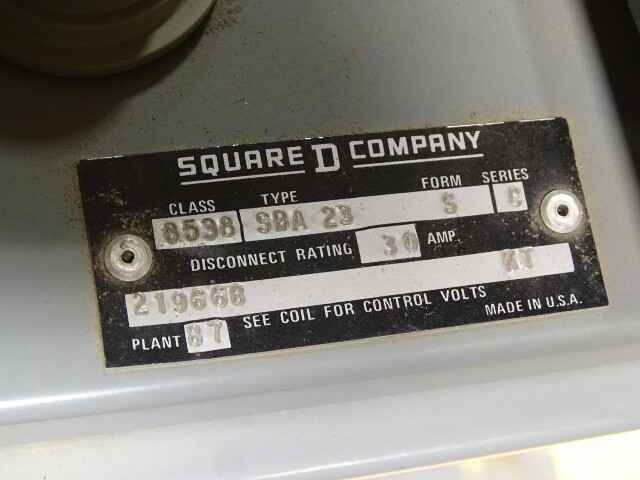 SQUARE D COMPANY
CLASS TYPE FORM SERIES
8538 SBA 23 S C
DISCONNECT RATING 30 AMP.
219668 KT
PLANT 87 SEE COIL FOR CONTROL VOLTS MADE IN U.S.A.